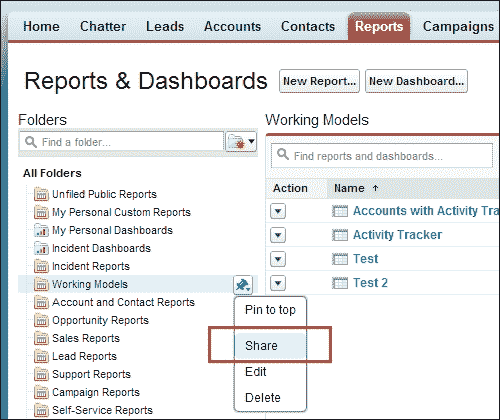 Home Chatter Leads Accounts Contacts Reports Campaigns
Reports & Dashboards New Report... New Dashboard...
Folders
Find a folder...
All Folders
Unfiled Public Reports
My Personal Custom Reports
My Personal Dashboards
Incident Dashboards
Incident Reports
Working Models
Account and Contact Reports
Opportunity Reports
Sales Reports
Lead Reports
Support Reports
Campaign Reports
Self-Service Reports
Pin to top
Share
Edit
Delete
Working Models
Find reports and dashboards...
Action Name
Accounts with Activity Tra
Activity Tracker
Test
Test 2